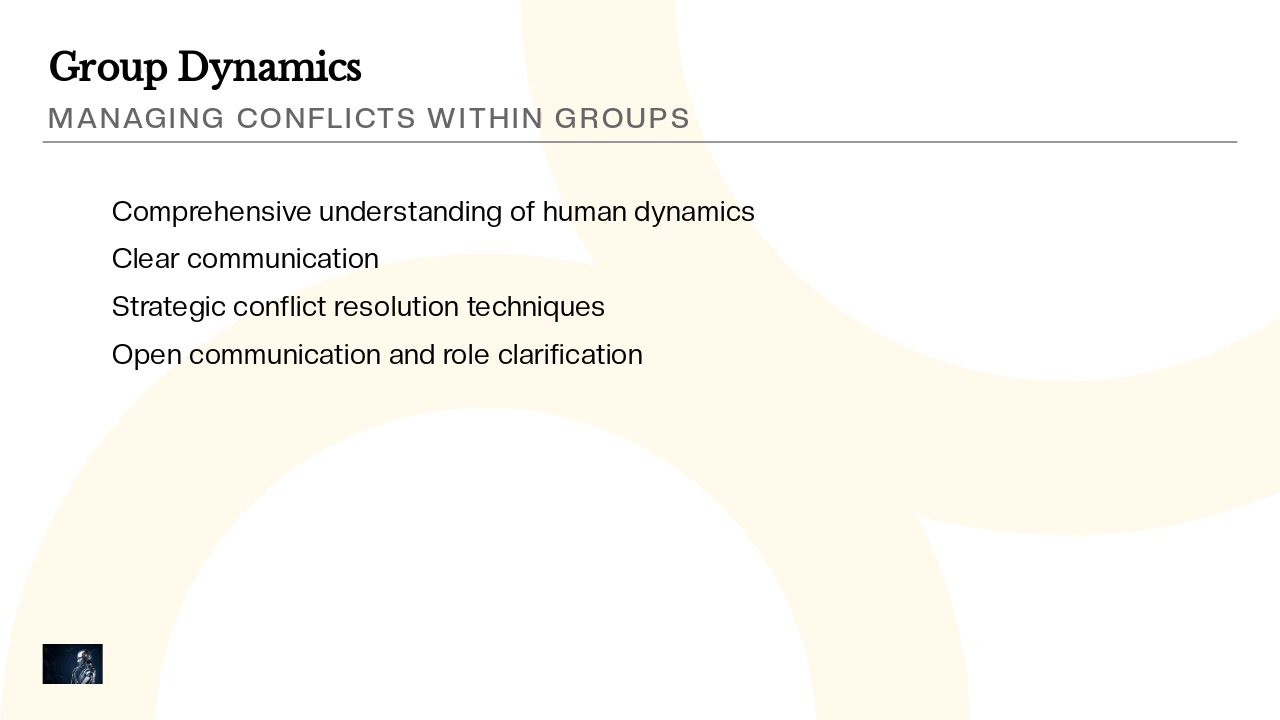 Group Dynamics
MANAGING CONFLICTS WITHIN GROUPS
Comprehensive understanding of human dynamics
Clear communication
Strategic conflict resolution techniques
Open communication and role clarification